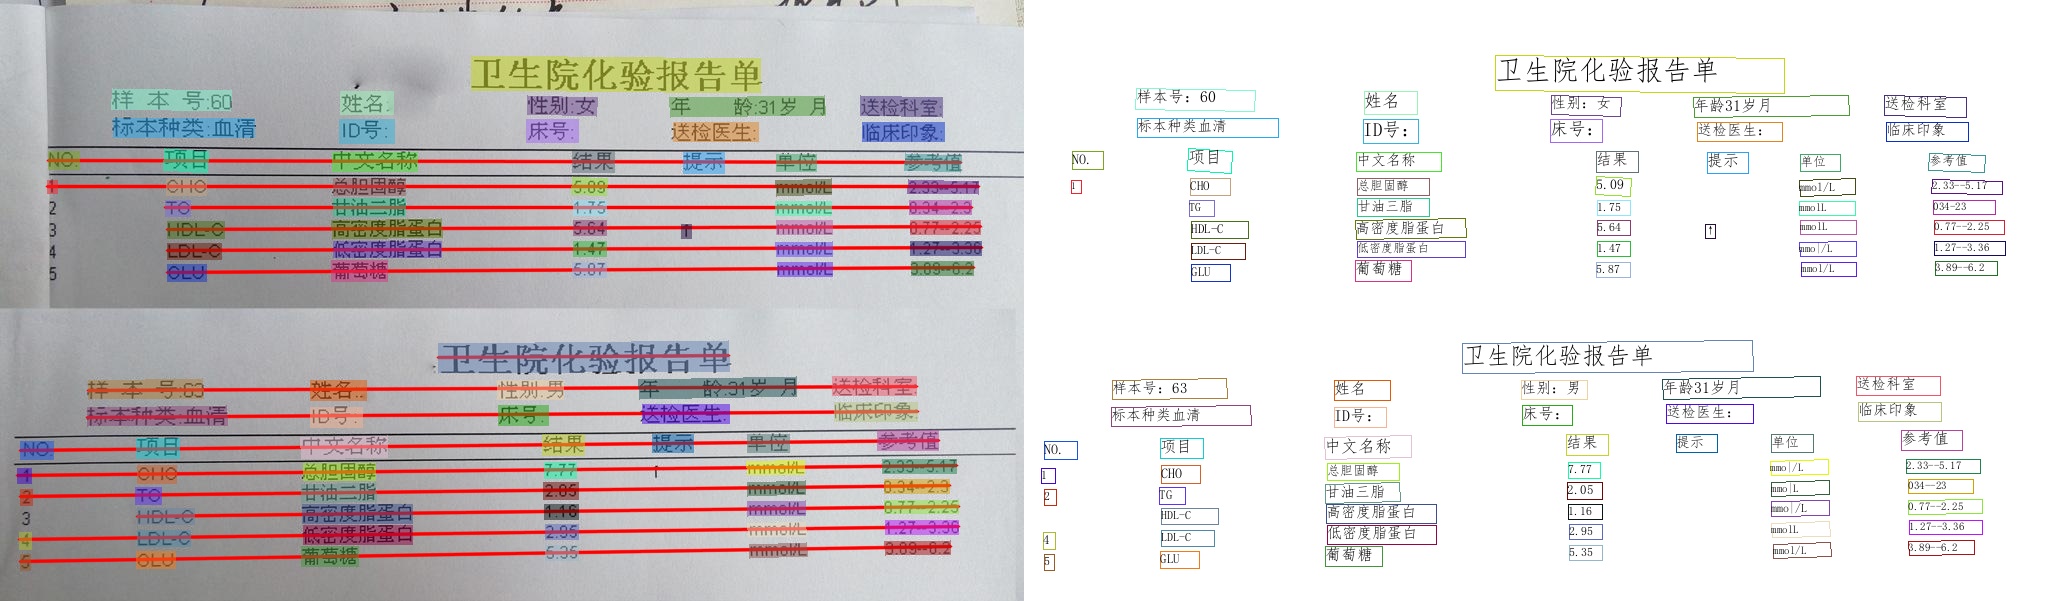 卫生院化验报告单
样 本 号:60 姓名: 性别:女 年 龄:31岁 月 送检科室
标本种类:血清 ID号: 床号: 送检医生: 临床印象:
NO. 项目 中文名称 结果 提示 单位 参考值
1 CHO 总胆固醇 5.09 mmol/L 2.33--5.17
2 TG 甘油三脂 1.75 mmol/L 0.34--2.3
3 HDL-C 高密度脂蛋白 5.64 ↑ mmol/L 0.77--2.25
4 LDL-C 低密度脂蛋白 1.47 mmol/L 1.27--3.36
5 GLU 葡萄糖 5.87 mmol/L 3.89--6.2
卫生院化验报告单
样 本 号:63 姓名: 性别:男 年 龄:31岁 月 送检科室
标本种类:血清 ID号: 床号: 送检医生: 临床印象:
NO. 项目 中文名称 结果 提示 单位 参考值
1 CHO 总胆固醇 7.77 ↑ mmol/L 2.33--5.17
2 TG 甘油三脂 2.05 mmol/L 0.34--2.3
3 HDL-C 高密度脂蛋白 1.16 mmol/L 0.77--2.25
4 LDL-C 低密度脂蛋白 2.95 mmol/L 1.27--3.36
5 GLU 葡萄糖 5.35 mmol/L 3.89--6.2
卫生院化验报告单
样本号: 60 姓名 性别: 女 年龄31岁月 送检科室
标本种类血清 ID号: 床号: 送检医生: 临床印象
NO. 项目 中文名称 结果 提示 单位 参考值
1 CHO 总胆固醇 5.09 mmol/L 2.33--5.17
TG 甘油三脂 1.75 mmolL 034-23
HDL-C 高密度脂蛋白 5.64 ↑ mmolL 0.77--2.25
LDL-C 低密度脂蛋白 1.47 mmo|/L 1.27--3.36
GLU 葡萄糖 5.87 mmol/L 3.89--6.2
卫生院化验报告单
样本号: 63 姓名 性别: 男 年龄31岁月 送检科室
标本种类血清 ID号: 床号: 送检医生: 临床印象
NO. 项目 中文名称 结果 提示 单位 参考值
1 CHO 总胆固醇 7.77 mmo|/L 2.33--5.17
2 TG 甘油三脂 2.05 mmo|L 034--23
HDL-C 高密度脂蛋白 1.16 mmo|/L 0.77--2.25
4 LDL-C 低密度脂蛋白 2.95 mmolL 1.27--3.36
5 GLU 葡萄糖 5.35 mmol/L 3.89--6.2